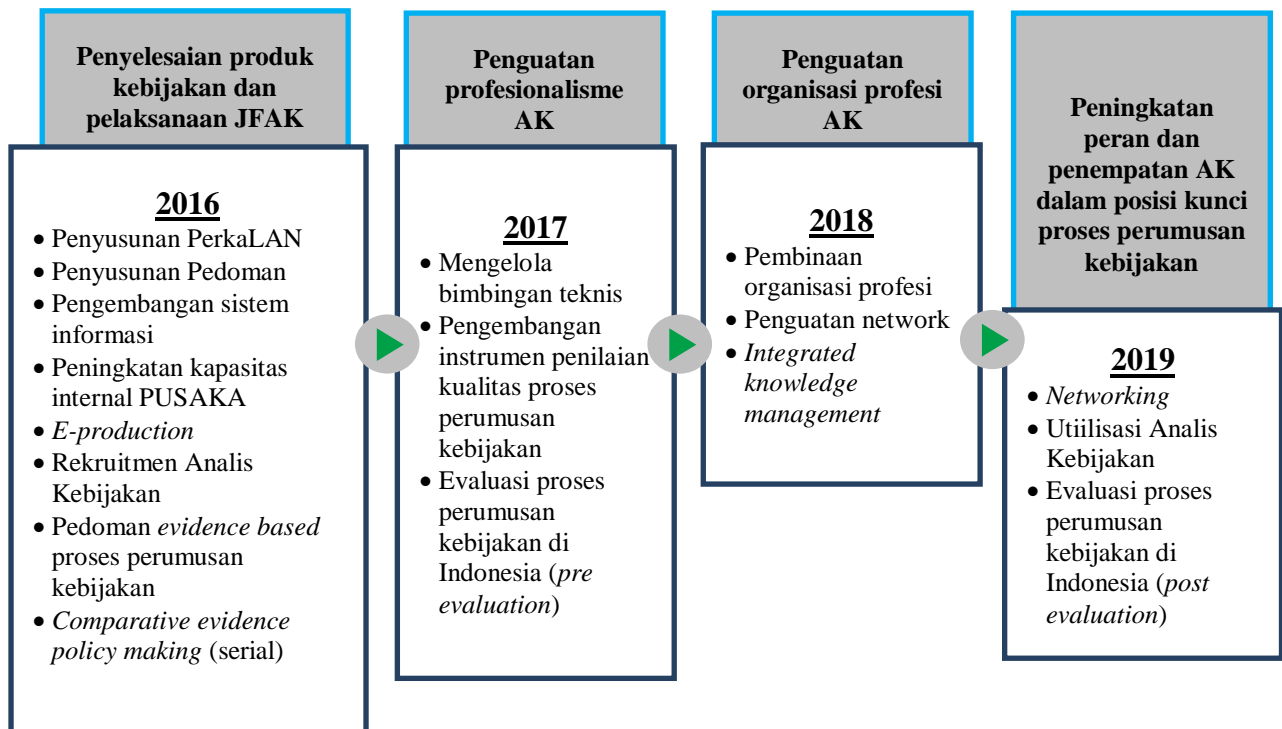 Penyelesaian produk
kebijakan dan
pelaksanaan JFAK
2016
• Penyusunan PerkaLAN
• Penyusunan Pedoman
• Pengembangan sistem
informasi
• Peningkatan kapasitas
internal PUSAKA
• E-production
• Rekruitmen Analis
Kebijakan
• Pedoman evidence based
proses perumusan
kebijakan
• Comparative evidence
policy making (serial)
Penguatan
profesionalisme
AK
2017
• Mengelola
bimbingan teknis
• Pengembangan
instrumen penilaian
kualitas proses
perumusan
kebijakan
• Evaluasi proses
perumusan
kebijakan di
Indonesia (pre
evaluation)
Penguatan
organisasi profesi
AK
2018
• Pembinaan
organisasi profesi
• Penguatan network
• Integrated
knowledge
management
Peningkatan
peran dan
penempatan AK
dalam posisi kunci
proses perumusan
kebijakan
2019
• Networking
• Utiilisasi Analis
Kebijakan
• Evaluasi proses
perumusan
kebijakan di
Indonesia (post
evaluation)